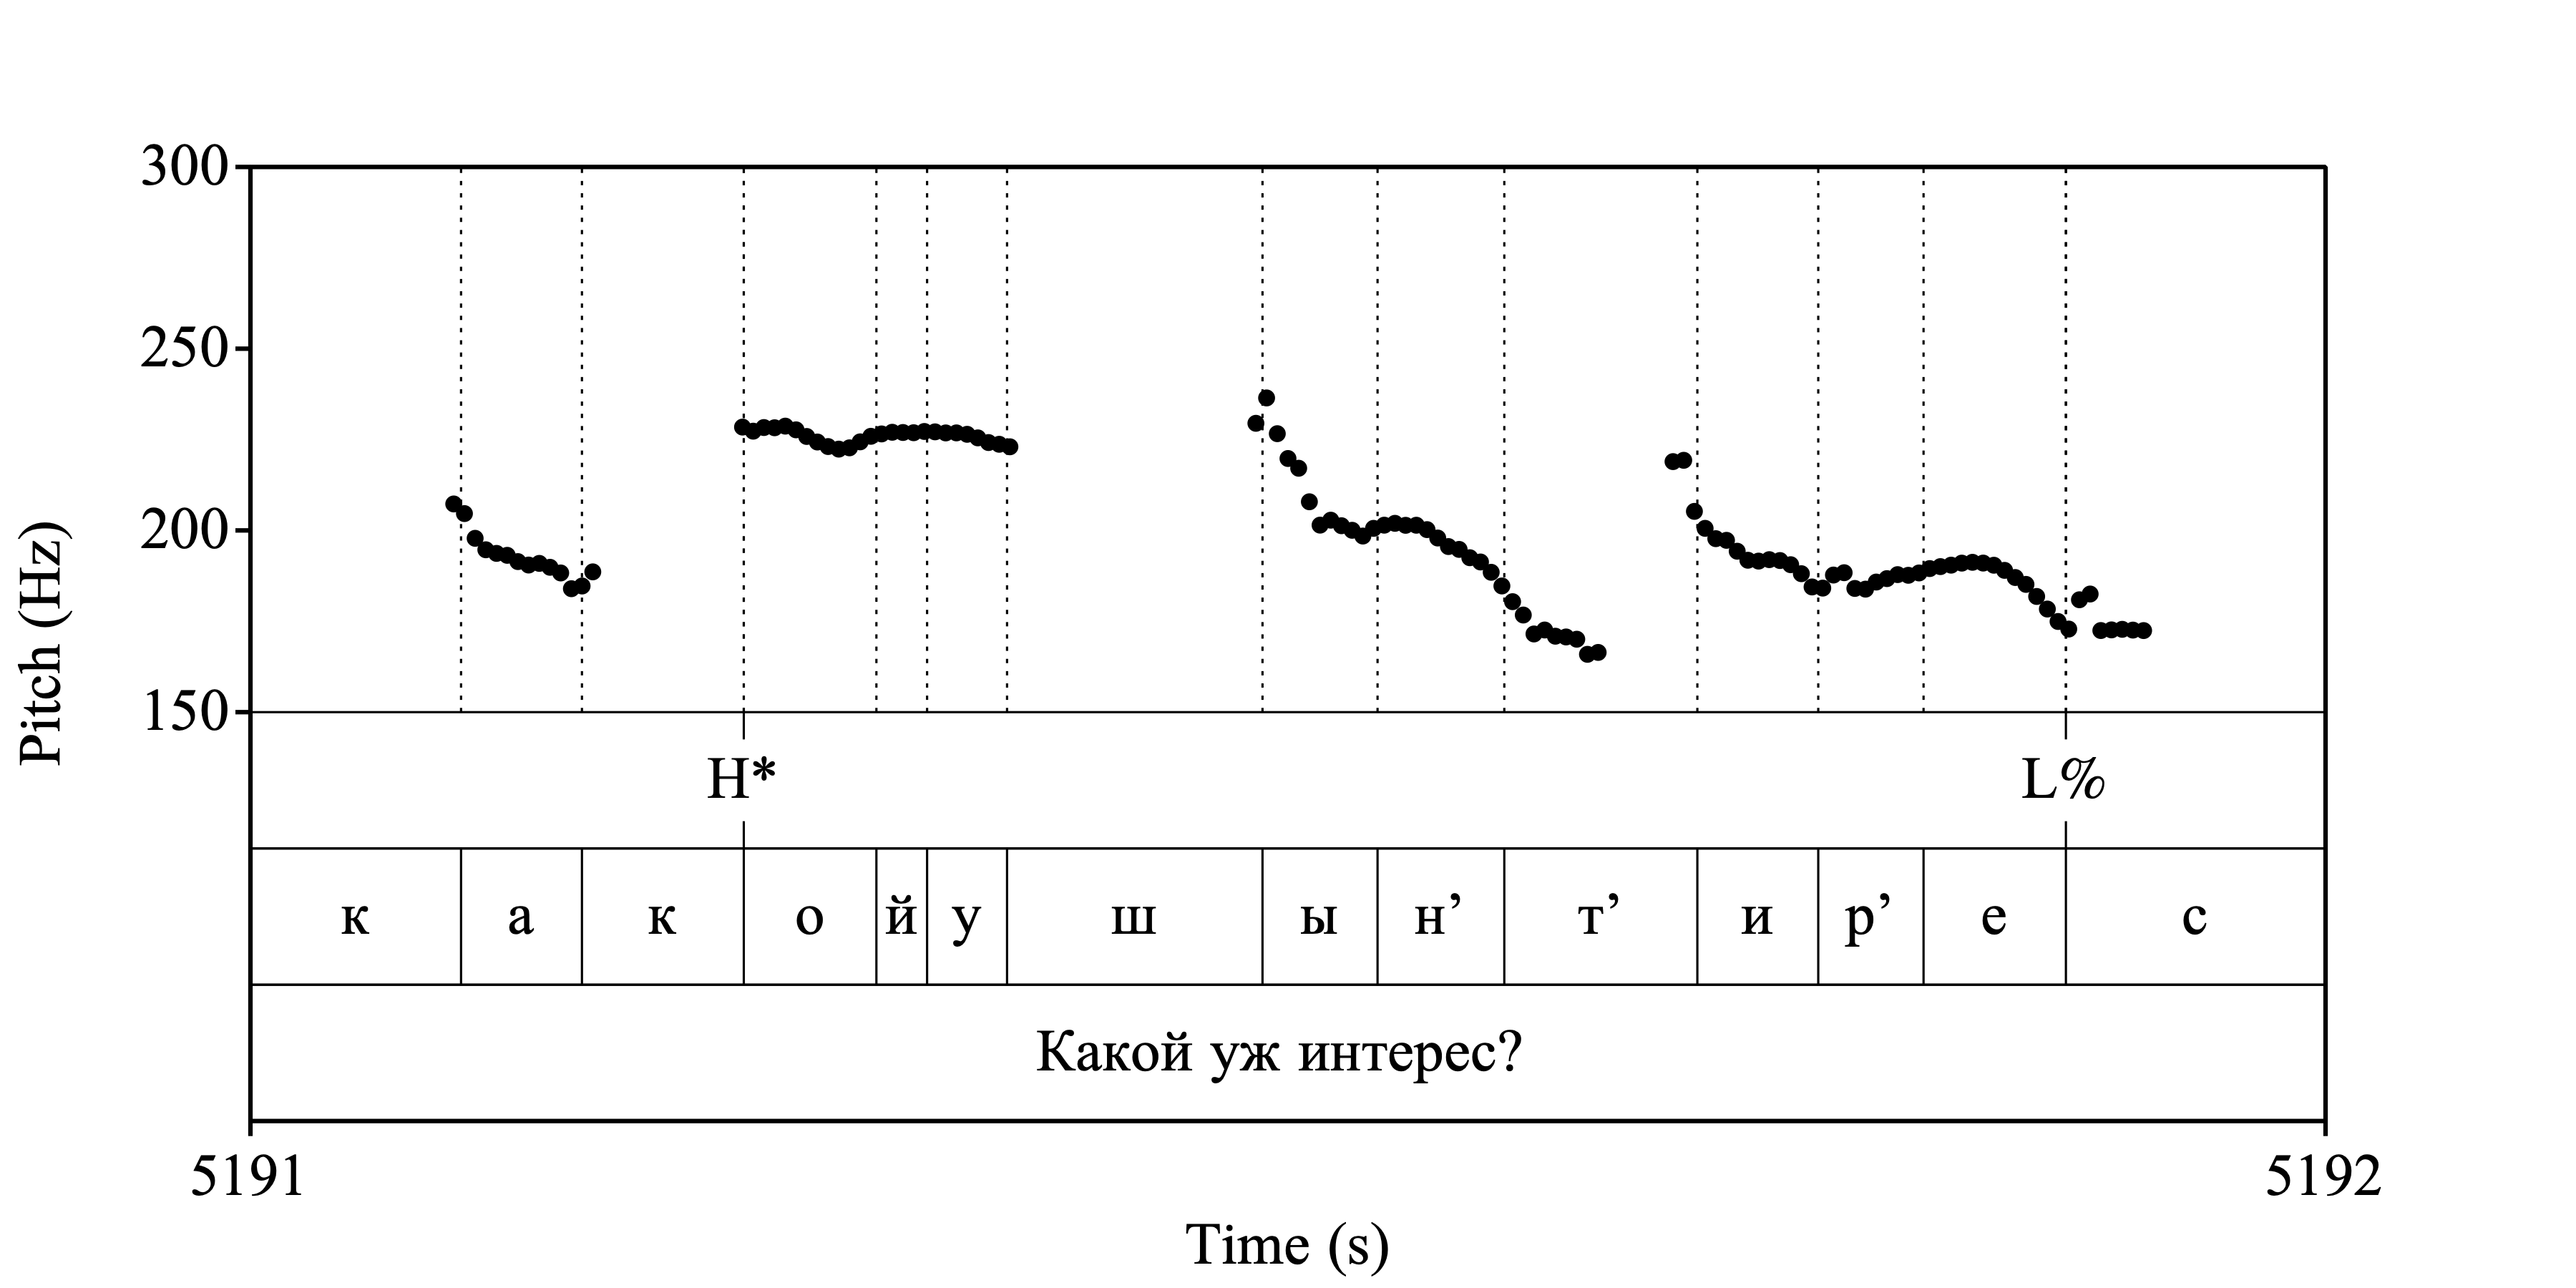 300
250
200
150
Pitch (Hz)
H* L%
к а к о й у ш ы н’ т’ и р’ е с
Какой уж интерес?
5191 5192
Time (s)